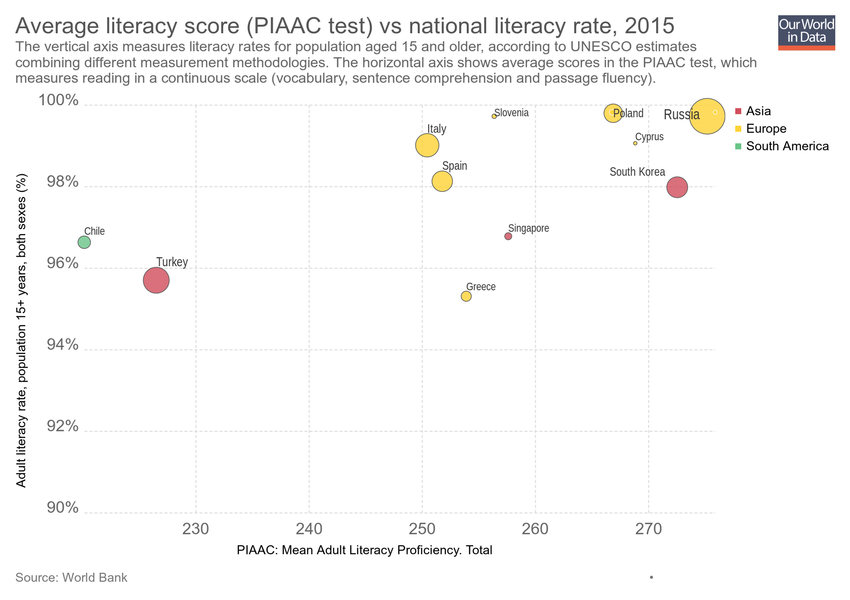 Average literacy score (PIAAC test) vs national literacy rate, 2015
The vertical axis measures literacy rates for population aged 15 and older, according to UNESCO estimates
combining different measurement methodologies. The horizontal axis shows average scores in the PIAAC test, which
measures reading in a continuous scale (vocabulary, sentence comprehension and passage fluency).
Our World
in Data
100%
98%
96%
94%
92%
90%
Adult literacy rate, population 15+ years, both sexes (%)
Slovenia
Poland
Russia
Italy
Cyprus
Spain
South Korea
Chile
Singapore
Turkey
Greece
Asia
Europe
South America
230
240
250
260
270
PIAAC: Mean Adult Literacy Proficiency. Total
Source: World Bank